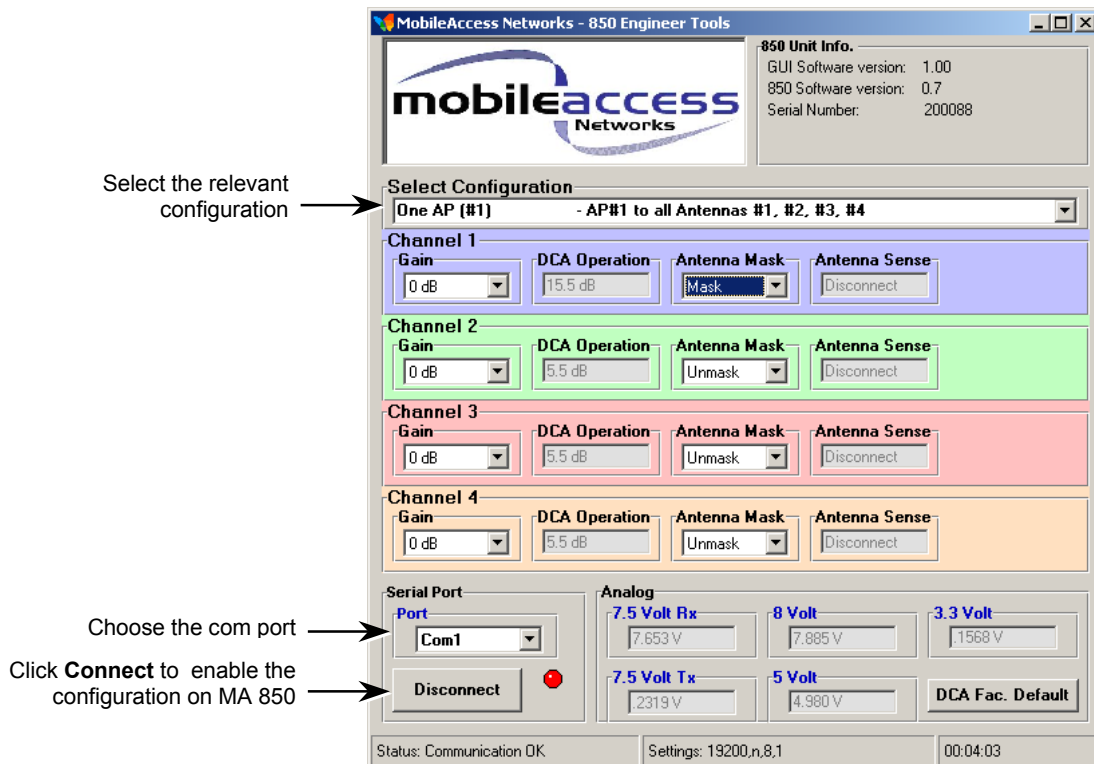 MobileAccess Networks - 850 Engineer Tools
mobileaccess
Networks
850 Unit Info.
GUI Software version: 1.00
850 Software version: 0.7
Serial Number: 200088
Select the relevant
configuration
Select Configuration
One AP (#1) - AP#1 to all Antennas #1, #2, #3, #4
Channel 1
Gain DCA Operation Antenna Mask Antenna Sense
0 dB 15.5 dB Mask Disconnect
Channel 2
Gain DCA Operation Antenna Mask Antenna Sense
0 dB 5.5 dB Unmask Disconnect
Channel 3
Gain DCA Operation Antenna Mask Antenna Sense
0 dB 5.5 dB Unmask Disconnect
Channel 4
Gain DCA Operation Antenna Mask Antenna Sense
0 dB 5.5 dB Unmask Disconnect
Choose the com port
Click Connect to enable the
configuration on MA 850
Serial Port
Port
Com1
Disconnect
Analog
7.5 Volt Rx 8 Volt 3.3 Volt
7.653 V 7.885 V .1568 V
7.5 Volt Tx 5 Volt
.2319 V 4.980 V DCA Fac. Default
Status: Communication OK Settings: 19200,n,8,1 00:04:03